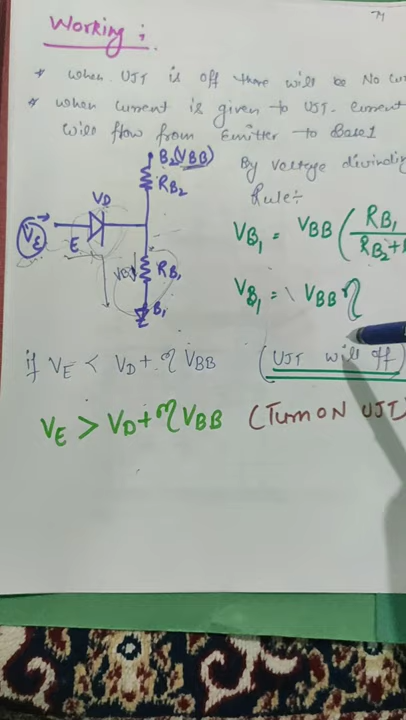 Working :
* When UJT is off there will be No
* when current is given to UJT. current
will flow from Emitter to Base1
B2 (VBB)
RB2
By voltage dividing
Rule÷
VD
VE
E
VB1 = VBB ( RB1 / RB2+
RB1
B1
VB1 = VBB η
if VE < VD + η VBB (UJT will off)
VE > VD + η VBB (Turn ON UJT)